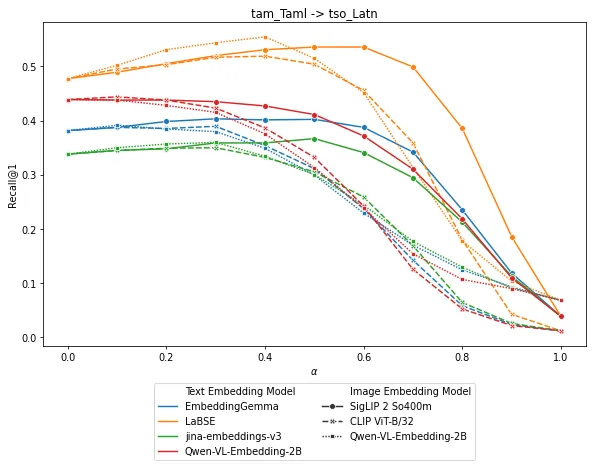 tam_Taml -> tso_Latn
Recall@1
0.5
0.4
0.3
0.2
0.1
0.0
0.0 0.2 0.4 0.6 0.8 1.0
α
Text Embedding Model Image Embedding Model
EmbeddingGemma SigLIP 2 So400m
LaBSE CLIP ViT-B/32
jina-embeddings-v3 Qwen-VL-Embedding-2B
Qwen-VL-Embedding-2B